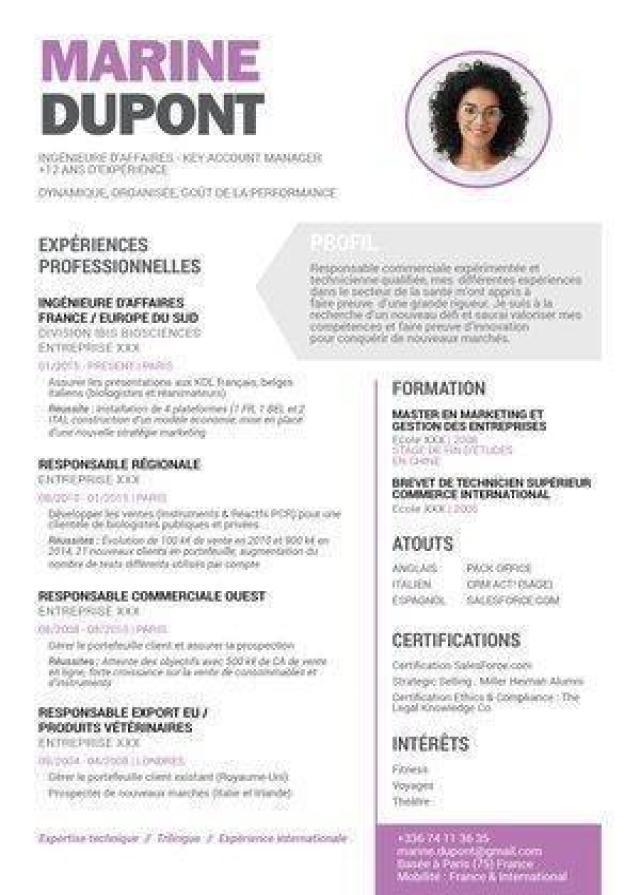 MARINE
DUPONT
INGÉNIEURE D'AFFAIRES - KEY ACCOUNT MANAGER
+12 ANS D'EXPÉRIENCE
DYNAMIQUE, ORGANISÉE, GOÛT DE LA PERFORMANCE
EXPÉRIENCES
PROFESSIONNELLES
INGÉNIEURE D'AFFAIRES
FRANCE / EUROPE DU SUD
DIVISION IBIS BIOSCIENCES
ENTREPRISE XXX
01/2015 - PRESENT | PARIS
Assurer les présentations aux KOL français, belges
italiens (biologistes et réanimateurs)
Réussite : Installation de 4 plateformes (1 FR, 1 BEL et 2
ITA), construction d'un modèle économie, mise en place
d'une nouvelle stratégie marketing
RESPONSABLE RÉGIONALE
ENTREPRISE XXX
08/2010 - 01/2015 | PARIS
Développer les ventes (Instruments & Réactifs PCR) pour une
clientèle de biologistes publiques et privées
Réussites : Evolution de 100 k€ de vente en 2010 et 900 k€ en
2014, 21 nouveaux clients en portefeuille, augmentation du
nombre de tests différents utilisés par compte
RESPONSABLE COMMERCIALE OUEST
ENTREPRISE XXX
08/2008 - 08/2010 | PARIS
Gérer le portefeuille client et assurer la prospection
Réussites : Atteinte des objectifs avec 500 k€ de CA de vente
en ligne, forte croissance sur la vente de consommables et
d'instruments
RESPONSABLE EXPORT EU /
PRODUITS VÉTÉRINAIRES
ENTREPRISE XXX
09/2004 - 04/2008 | LONDRES
Gérer le portefeuille client existant (Royaume-Uni)
Prospecter de nouveaux marchés (Italie et Irlande)
Expertise technique // Trilingue // Expérience internationale
PROFIL
Responsable commerciale expérimentée et
technicienne qualifiée, mes différentes expériences
dans le secteur de la santé m'ont appris à
faire preuve d'une grande rigueur. Je suis à la
recherche d'un nouveau défi et saurai valoriser mes
compétences et faire preuve d'innovation
pour conquérir de nouveaux marchés.
FORMATION
MASTER EN MARKETING ET
GESTION DES ENTREPRISES
Ecole XXX | 2008
STAGE DE FIN D'ÉTUDES
EN CHINE
BREVET DE TECHNICIEN SUPÉRIEUR
COMMERCE INTERNATIONAL
Ecole XXX | 2005
ATOUTS
ANGLAIS PACK OFFICE
ITALIEN CRM ACT! (SAGE)
ESPAGNOL SALESFORCE.COM
CERTIFICATIONS
Certification SalesForce.com
Strategic Selling : Miller Heiman Alumni
Certification Ethics & Compliance : The
Legal Knowledge Co
INTÉRÊTS
Fitness
Voyages
Théâtre
+336 74 11 36 35
marine.dupont@gmail.com
Basée à Paris (75) France
Mobilité : France & International